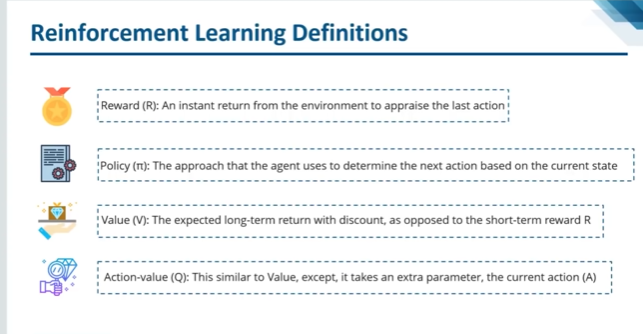 Reinforcement Learning Definitions
Reward (R): An instant return from the environment to appraise the last action
Policy (π): The approach that the agent uses to determine the next action based on the current state
Value (V): The expected long-term return with discount, as opposed to the short-term reward R
Action-value (Q): This similar to Value, except, it takes an extra parameter, the current action (A)